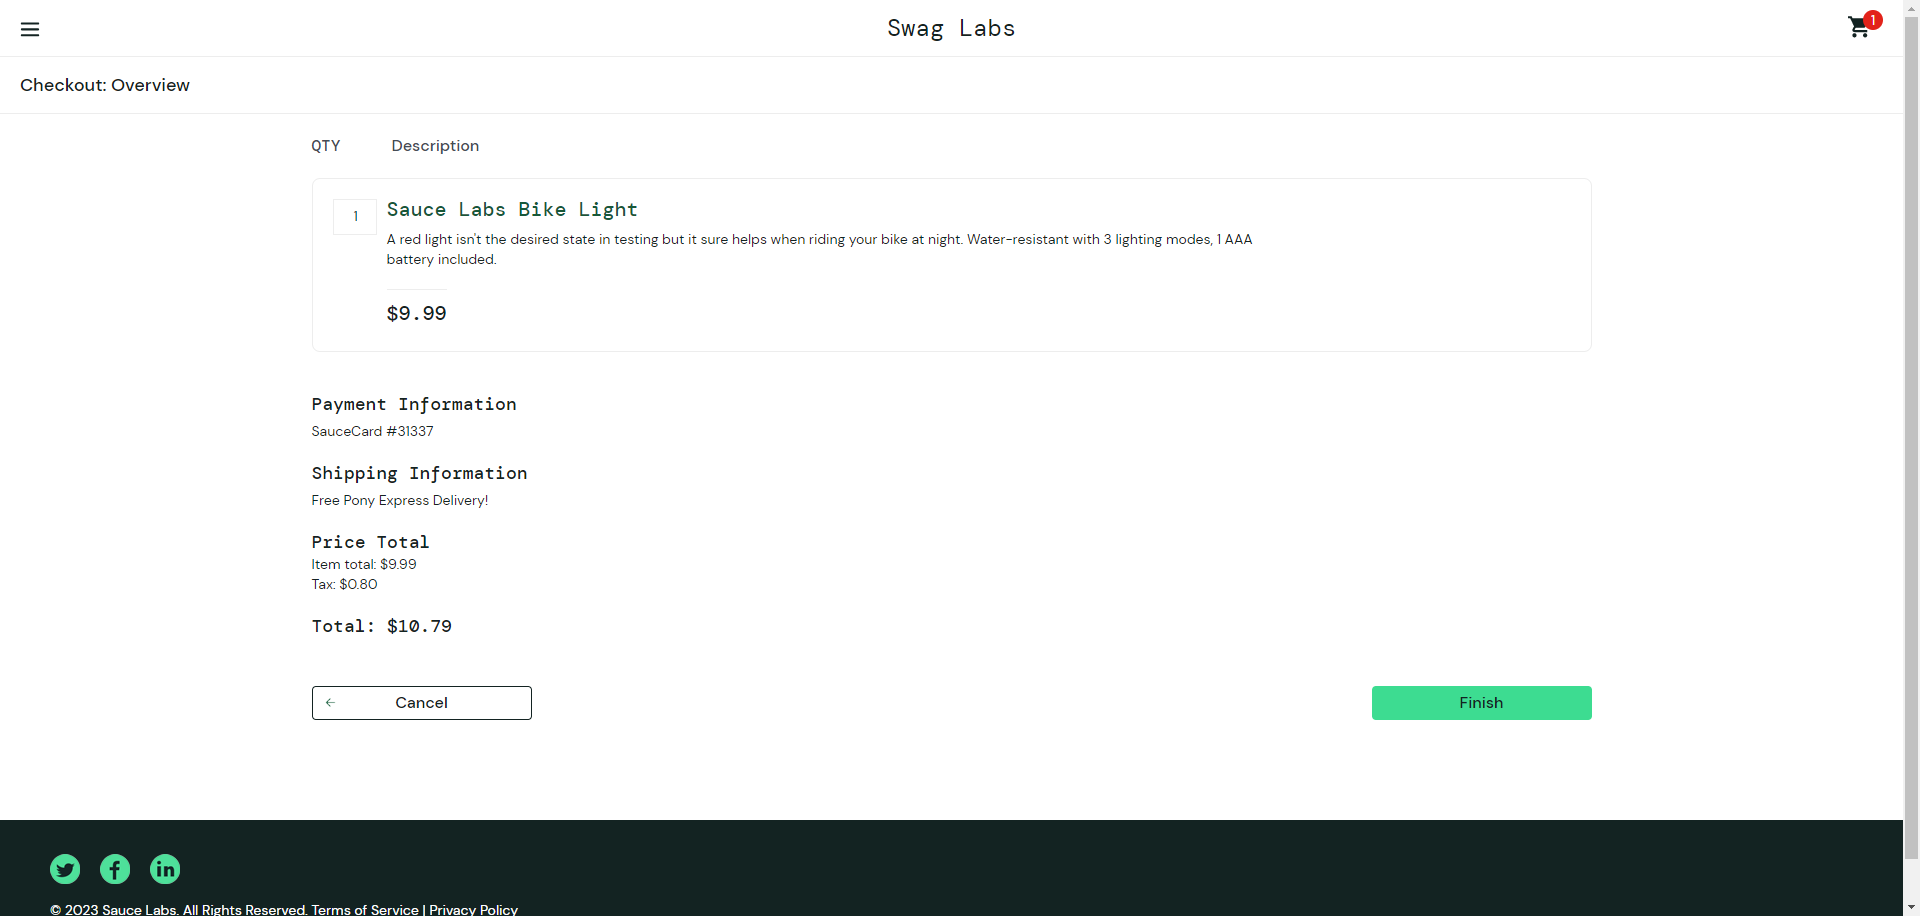 Swag Labs
1
Checkout: Overview
QTY Description
1
Sauce Labs Bike Light
A red light isn't the desired state in testing but it sure helps when riding your bike at night. Water-resistant with 3 lighting modes, 1 AAA
battery included.
$9.99
Payment Information
SauceCard #31337
Shipping Information
Free Pony Express Delivery!
Price Total
Item total: $9.99
Tax: $0.80
Total: $10.79
Cancel
Finish
© 2023 Sauce Labs. All Rights Reserved. Terms of Service | Privacy Policy